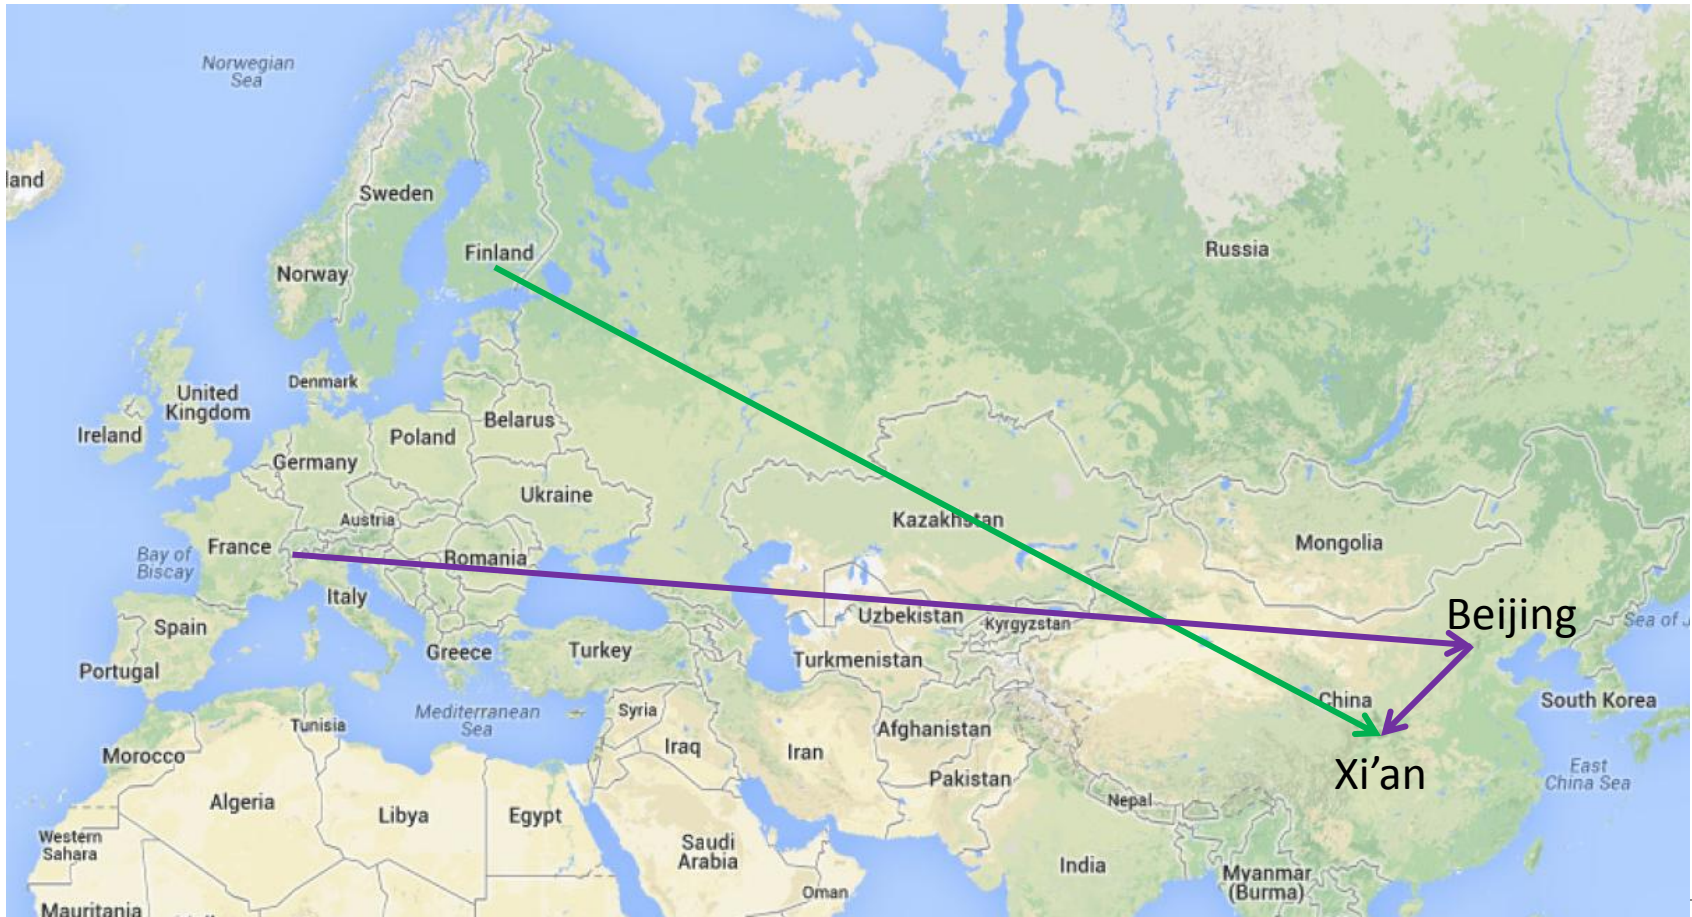 Norwegian
Sea
land
Sweden
Finland
Russia
Norway
Denmark
United
Kingdom
Ireland
Belarus
Poland
Germany
Ukraine
Austria
Kazakhstan
France
Mongolia
Bay of
Biscay
Romania
Italy
Uzbekistan
Kyrgyzstan
Beijing
Sea of J
Spain
Greece
Turkey
Turkmenistan
Portugal
China
South Korea
Mediterranean
Sea
Syria
Tunisia
Afghanistan
Morocco
Iraq
Iran
Xi’an
East
China Sea
Pakistan
Nepal
Algeria
Libya
Egypt
Western
Sahara
Saudi
Arabia
India
Myanmar
(Burma)
Oman
Mauritania